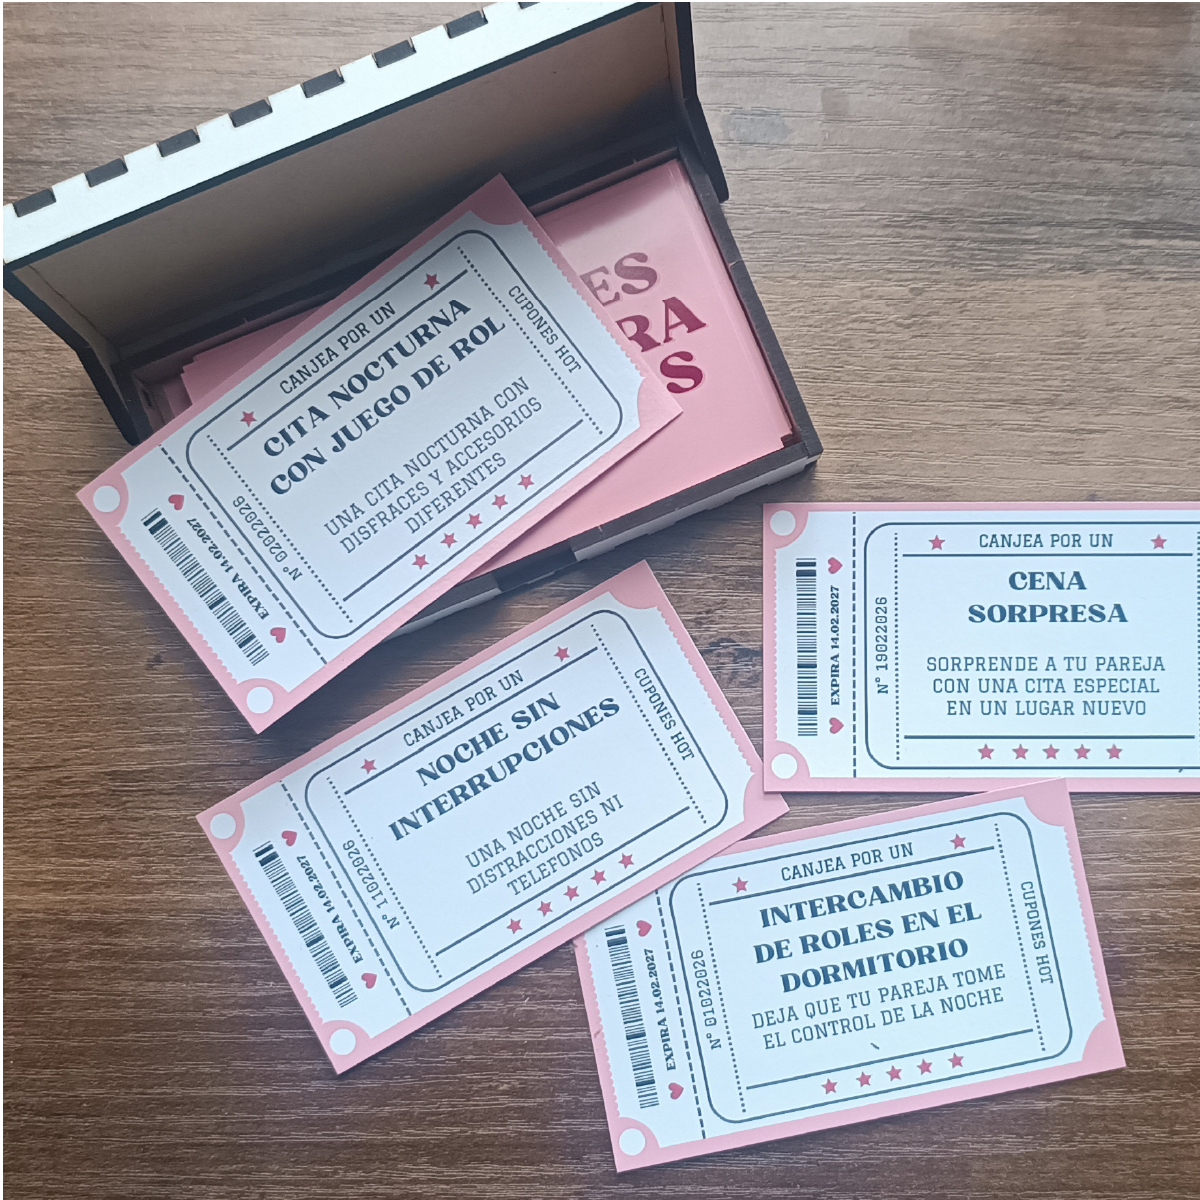 ES
RA
S
CANJEA POR UN
CITA NOCTURNA
CON JUEGO DE ROL
UNA CITA NOCTURNA CON
DISFRACES Y ACCESORIOS
DIFERENTES
CUPONES HOT
N° 02022026
EXPIRA 14.02.2027
CANJEA POR UN
NOCHE SIN
INTERRUPCIONES
UNA NOCHE SIN
DISTRACCIONES NI
TELEFONOS
CUPONES HOT
N° 11022026
EXPIRA 14.02.2027
CANJEA POR UN
CENA
SORPRESA
SORPRENDE A TU PAREJA
CON UNA CITA ESPECIAL
EN UN LUGAR NUEVO
N° 19022026
EXPIRA 14.02.2027
CANJEA POR UN
INTERCAMBIO
DE ROLES EN EL
DORMITORIO
DEJA QUE TU PAREJA TOME
EL CONTROL DE LA NOCHE
CUPONES HOT
N° 01022026
EXPIRA 14.02.2027